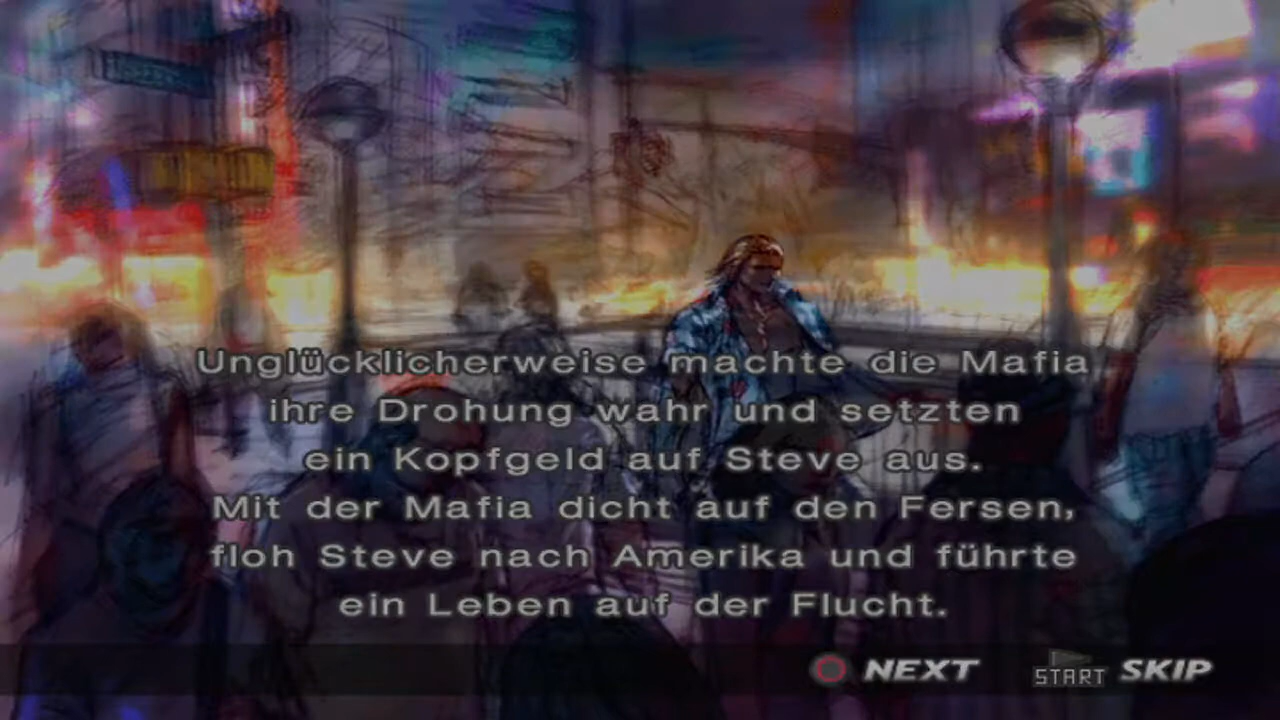 Unglücklicherweise machte die Mafia
ihre Drohung wahr und setzten
ein Kopfgeld auf Steve aus.
Mit der Mafia dicht auf den Fersen,
floh Steve nach Amerika und führte
ein Leben auf der Flucht.
NEXT START SKIP